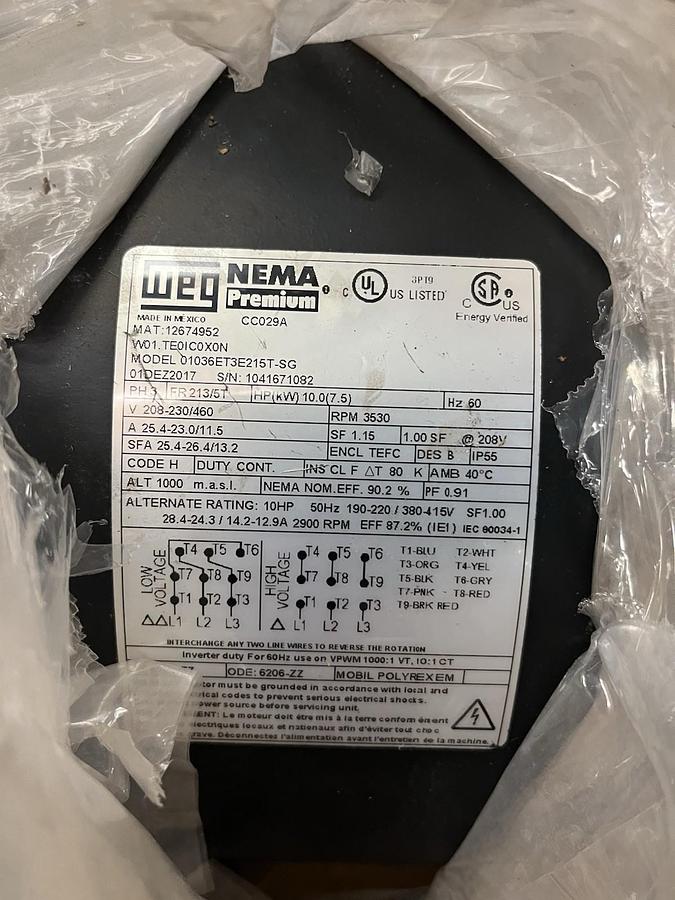 WEG NEMA Premium C UL US LISTED 3PT9 C SA US
MADE IN MEXICO CC029A Energy Verified
MAT:12674952
W01.TE0IC0X0N
MODEL 01036ET3E215T-SG
01DEZ2017 S/N: 1041671082
PH 3 FR 213/5T HP(kW) 10.0(7.5) Hz 60
V 208-230/460 RPM 3530
A 25.4-23.0/11.5 SF 1.15 1.00 SF @ 208V
SFA 25.4-26.4/13.2 ENCL TEFC DES B IP55
CODE H DUTY CONT. INS CL F ΔT 80 K AMB 40°C
ALT 1000 m.a.s.l. NEMA NOM.EFF. 90.2 % PF 0.91
ALTERNATE RATING: 10HP 50Hz 190-220 / 380-415V SF1.00
28.4-24.3 / 14.2-12.9A 2900 RPM EFF 87.2% (IE1) IEC 60034-1
LOW VOLTAGE
T4 T5 T6
T7 T8 T9
T1 T2 T3
ΔΔ L1 L2 L3
HIGH VOLTAGE
T4 T5 T6
T7 T8 T9
T1 T2 T3
Δ L1 L2 L3
T1-BLU T2-WHT
T3-ORG T4-YEL
T5-BLK T6-GRY
T7-PNK T8-RED
T9-BRK RED
INTERCHANGE ANY TWO LINE WIRES TO REVERSE THE ROTATION
Inverter duty For 60Hz use on VPWM 1000:1 VT, 10:1 CT
ZZ ODE: 6206-ZZ MOBIL POLYREX EM
tor must be grounded in accordance with local and
rical codes to prevent serious electrical shocks.
ower source before servicing unit.
MENT: Le moteur doit être mis à la terre conformément
électriques locaux et nationaux afin d'éviter tout choc
grave. Déconnectez l'alimentation avant l'entretien de la machine.